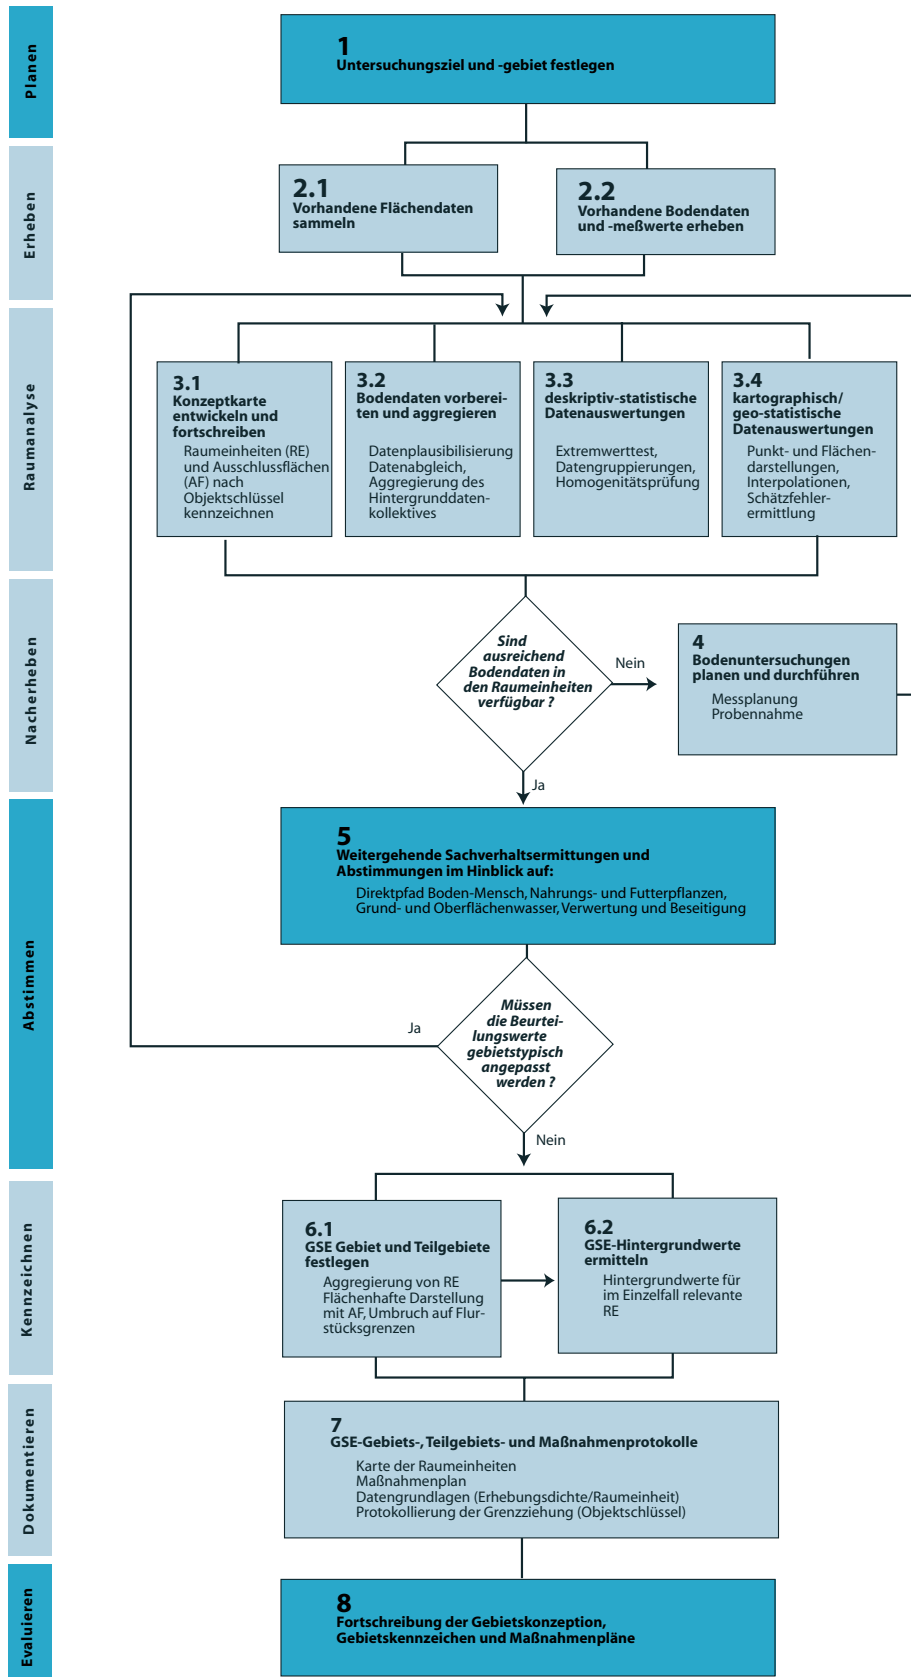 Planen
1
Untersuchungsziel und -gebiet festlegen
Erheben
2.1
Vorhandene Flächendaten
sammeln
2.2
Vorhandene Bodendaten
und -meßwerte erheben
Raumanalyse
3.1
Konzeptkarte
entwickeln und
fortschreiben
Raumeinheiten (RE)
und Ausschlussflächen
(AF) nach
Objektschlüssel
kennzeichnen
3.2
Bodendaten vorberei-
ten und aggregieren
Datenplausibilisierung
Datenabgleich,
Aggregierung des
Hintergrunddaten-
kollektives
3.3
deskriptiv-statistische
Datenauswertungen
Extremwerttest,
Datengruppierungen,
Homogenitätsprüfung
3.4
kartographisch/
geo-statistische
Datenauswertungen
Punkt- und Flächen-
darstellungen,
Interpolationen,
Schätzfehler-
ermittlung
Nacherheben
Sind
ausreichend
Bodendaten in
den Raumeinheiten
verfügbar ?
Nein
4
Bodenuntersuchungen
planen und durchführen
Messplanung
Probennahme
Ja
Abstimmen
5
Weitergehende Sachverhaltsermittungen und
Abstimmungen im Hinblick auf:
Direktpfad Boden-Mensch, Nahrungs- und Futterpflanzen,
Grund- und Oberflächenwasser, Verwertung und Beseitigung
Müssen
die Beurtei-
lungswerte
gebietstypisch
angepasst
werden ?
Ja
Nein
Kennzeichnen
6.1
GSE Gebiet und Teilgebiete
festlegen
Aggregierung von RE
Flächenhafte Darstellung
mit AF, Umbruch auf Flur-
stücksgrenzen
6.2
GSE-Hintergrundwerte
ermitteln
Hintergrundwerte für
im Einzelfall relevante
RE
Dokumentieren
7
GSE-Gebiets-, Teilgebiets- und Maßnahmenprotokolle
Karte der Raumeinheiten
Maßnahmenplan
Datengrundlagen (Erhebungsdichte/Raumeinheit)
Protokollierung der Grenzziehung (Objektschlüssel)
Evaluieren
8
Fortschreibung der Gebietskonzeption,
Gebietskennzeichen und Maßnahmenpläne